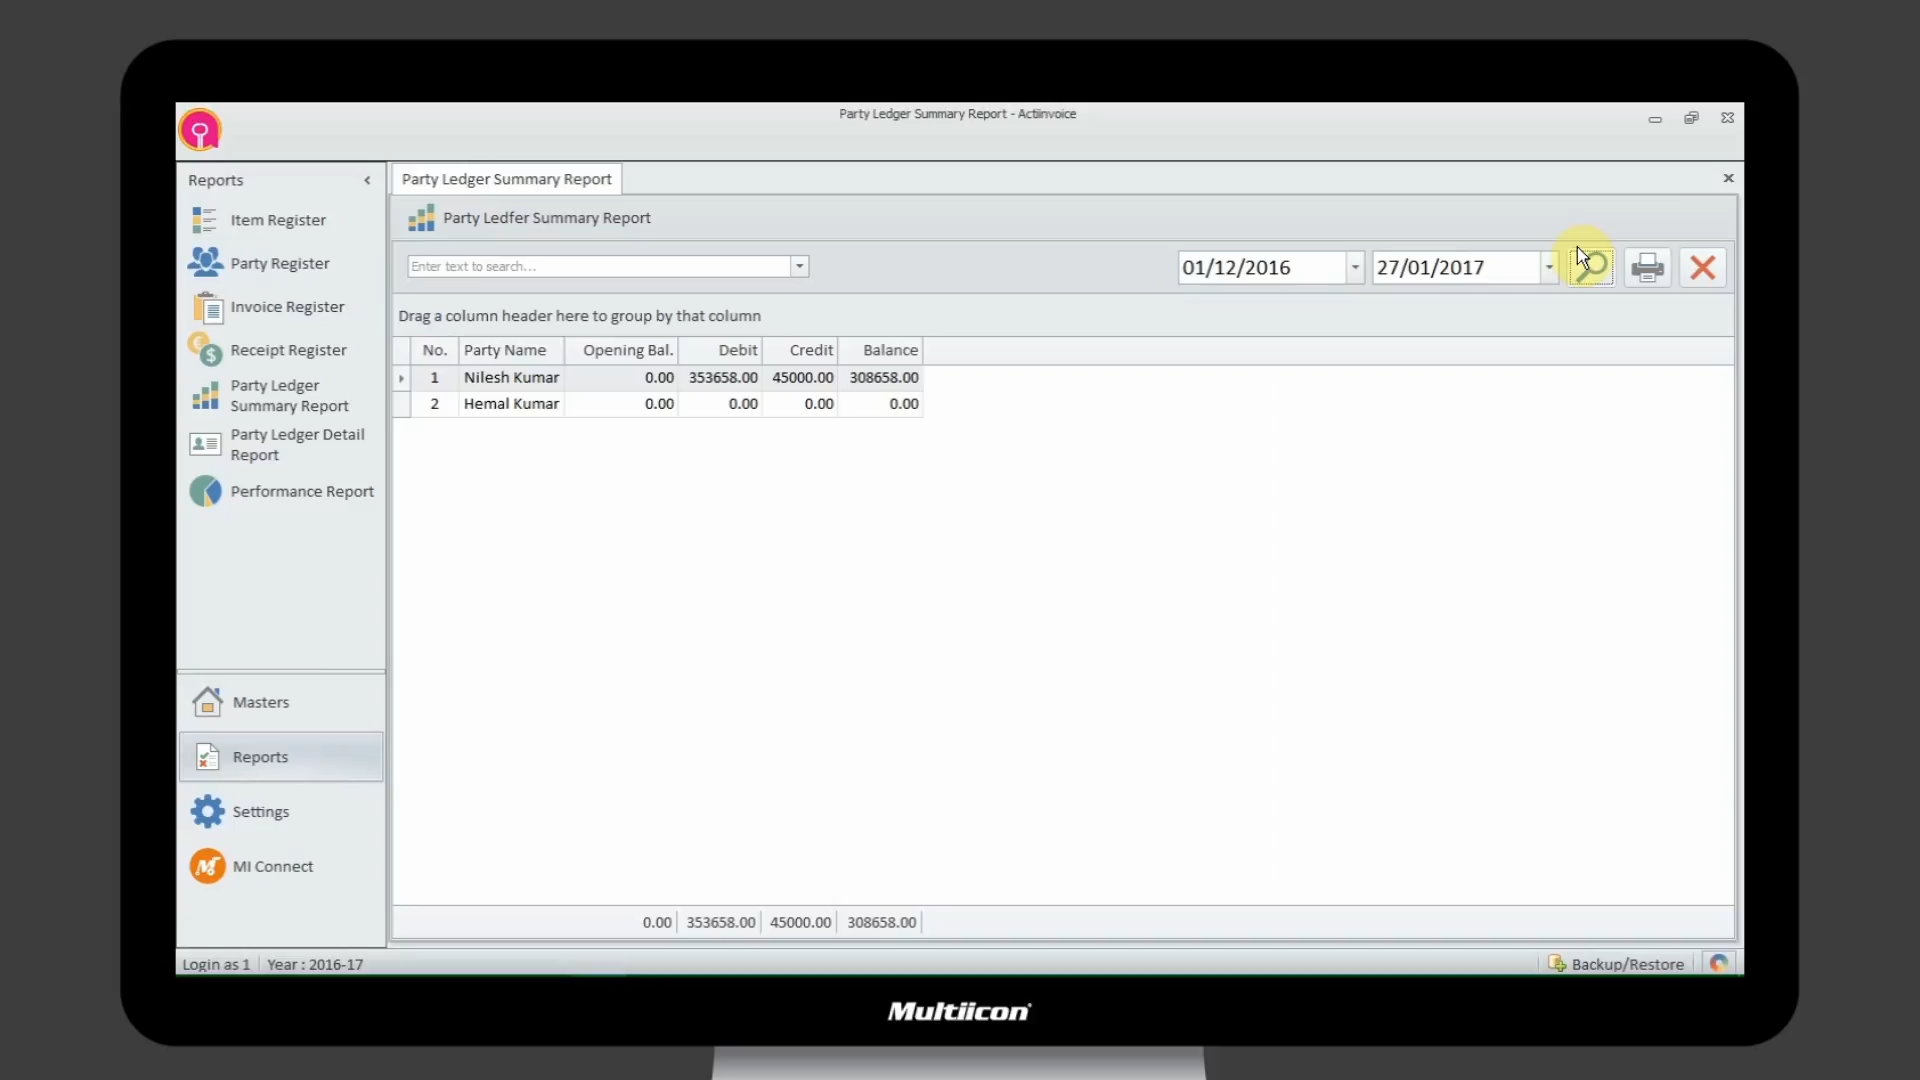 Party Ledger Summary Report - Actiinvoice
Reports
Item Register
Party Register
Invoice Register
Receipt Register
Party Ledger
Summary Report
Party Ledger Detail
Report
Performance Report
Masters
Reports
Settings
MI Connect
Party Ledger Summary Report
Party Ledfer Summary Report
Enter text to search...
01/12/2016
27/01/2017
Drag a column header here to group by that column
No. Party Name Opening Bal. Debit Credit Balance
1 Nilesh Kumar 0.00 353658.00 45000.00 308658.00
2 Hemal Kumar 0.00 0.00 0.00 0.00
0.00 353658.00 45000.00 308658.00
Login as 1 Year : 2016-17
Backup/Restore
Multiicon